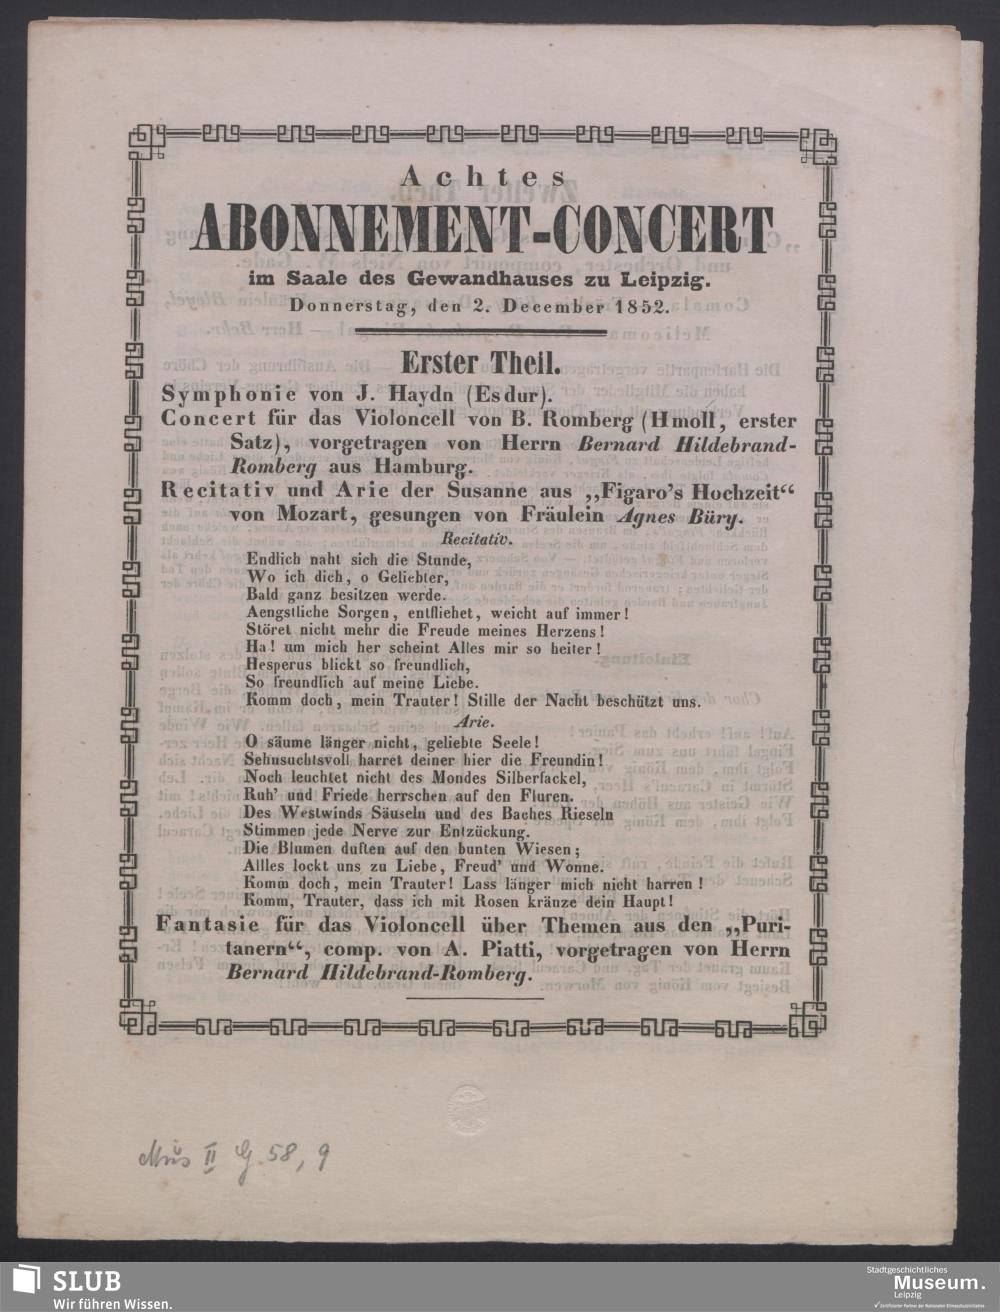 Achtes
ABONNEMENT-CONCERT
im Saale des Gewandhauses zu Leipzig.
Donnerstag, den 2. December 1852.
Erster Theil.
Symphonie von J. Haydn (Es dur).
Concert für das Violoncell von B. Romberg (H moll, erster
Satz), vorgetragen von Herrn Bernard Hildebrand-
Romberg aus Hamburg.
Recitativ und Arie der Susanne aus „Figaro's Hochzeit“
von Mozart, gesungen von Fräulein Agnes Büry.
Recitativ.
Endlich naht sich die Stunde,
Wo ich dich, o Geliebter,
Bald ganz besitzen werde.
Aengstliche Sorgen, entfliehet, weicht auf immer!
Störet nicht mehr die Freude meines Herzens!
Ha! um mich her scheint Alles mir so heiter!
Hesperus blickt so freundlich,
So freundlich auf meine Liebe.
Komm doch, mein Trauter! Stille der Nacht beschützt uns.
Arie.
O säume länger nicht, geliebte Seele!
Sehnsuchtsvoll harret deiner hier die Freundin!
Noch leuchtet nicht des Mondes Silberfackel,
Ruh' und Friede herrschen auf den Fluren.
Des Westwinds Säuseln und des Baches Rieseln
Stimmen jede Nerve zur Entzückung.
Die Blumen duften auf den bunten Wiesen;
Allles lockt uns zu Liebe, Freud' und Wonne.
Komm doch, mein Trauter! Lass länger mich nicht harren!
Komm, Trauter, dass ich mit Rosen kränze dein Haupt!
Fantasie für das Violoncell über Themen aus den „Puri-
tanern“, comp. von A. Piatti, vorgetragen von Herrn
Bernard Hildebrand-Romberg.
Mus II G 58, 9
SLUB
Wir führen Wissen.
Stadtgeschichtliches
Museum.
Leipzig
Zertifizierter Partner der Nationalen Klimaschutzinitiative